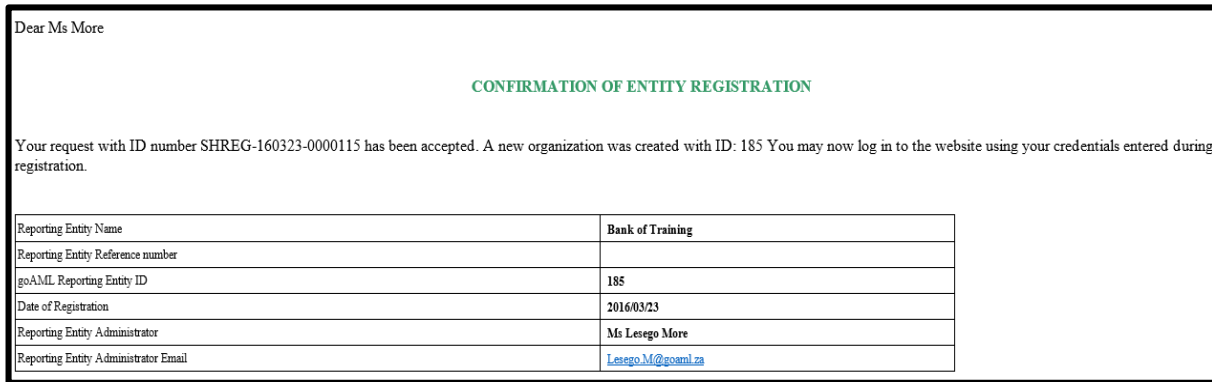 Dear Ms More
CONFIRMATION OF ENTITY REGISTRATION
Your request with ID number SHREG-160323-0000115 has been accepted. A new organization was created with ID: 185 You may now log in to the website using your credentials entered during
registration.
Reporting Entity Name Bank of Training
Reporting Entity Reference number
goAML Reporting Entity ID 185
Date of Registration 2016/03/23
Reporting Entity Administrator Ms Lesego More
Reporting Entity Administrator Email Lesego.M@goaml.za